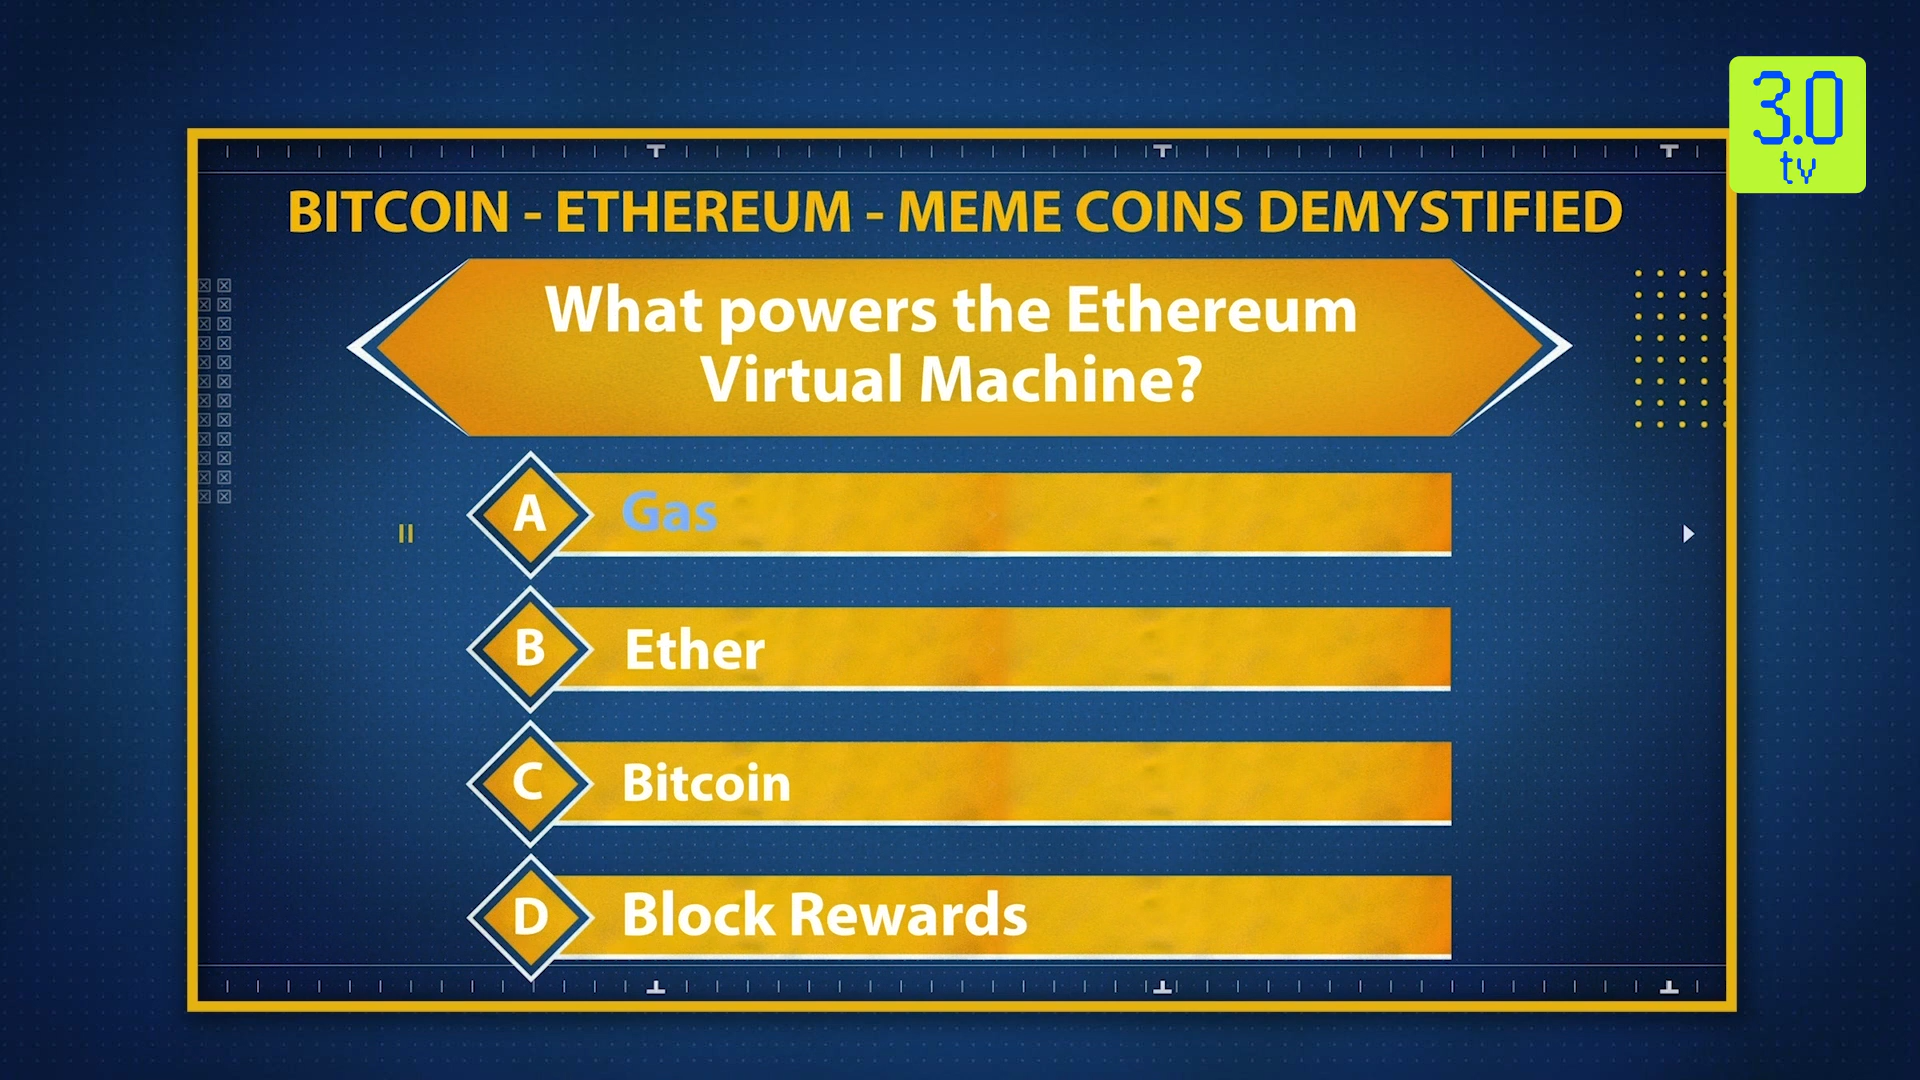 3.0
tv
BITCOIN - ETHEREUM - MEME COINS DEMYSTIFIED
What powers the Ethereum
Virtual Machine?
A Gas
B Ether
C Bitcoin
D Block Rewards